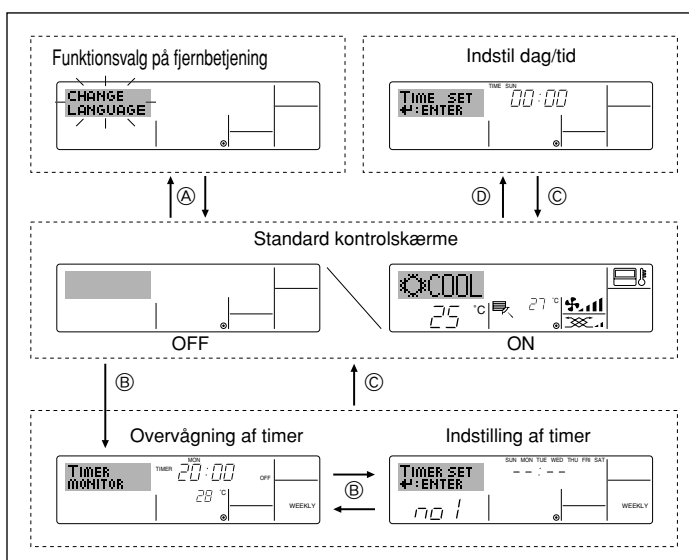 Funktionsvalg på fjernbetjening
CHANGE
LANGUAGE
Indstil dag/tid
TIME SUN
TIME SET
↵:ENTER
00:00
Ⓐ
Ⓓ
Ⓒ
Standard kontrolskærme
COOL
25 °C
27 °C
OFF
ON
Ⓑ
Ⓒ
Overvågning af timer
MON
TIMER
MONITOR
TIMER 20:00
OFF
28 °C
WEEKLY
Ⓑ
Indstilling af timer
SUN MON TUE WED THU FRI SAT
TIMER SET
↵:ENTER
--:--
no 1
WEEKLY